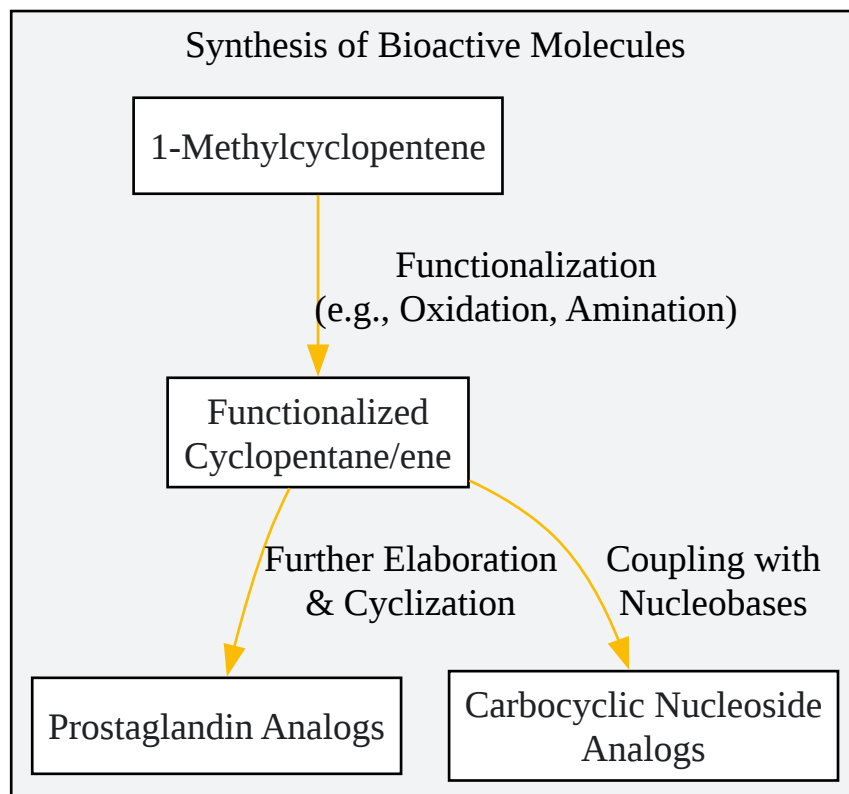 Synthesis of Bioactive Molecules
1-Methylcyclopentene
Functionalization
(e.g., Oxidation, Amination)
Functionalized
Cyclopentane/ene
Further Elaboration
& Cyclization
Coupling with
Nucleobases
Prostaglandin Analogs
Carbocyclic Nucleoside
Analogs